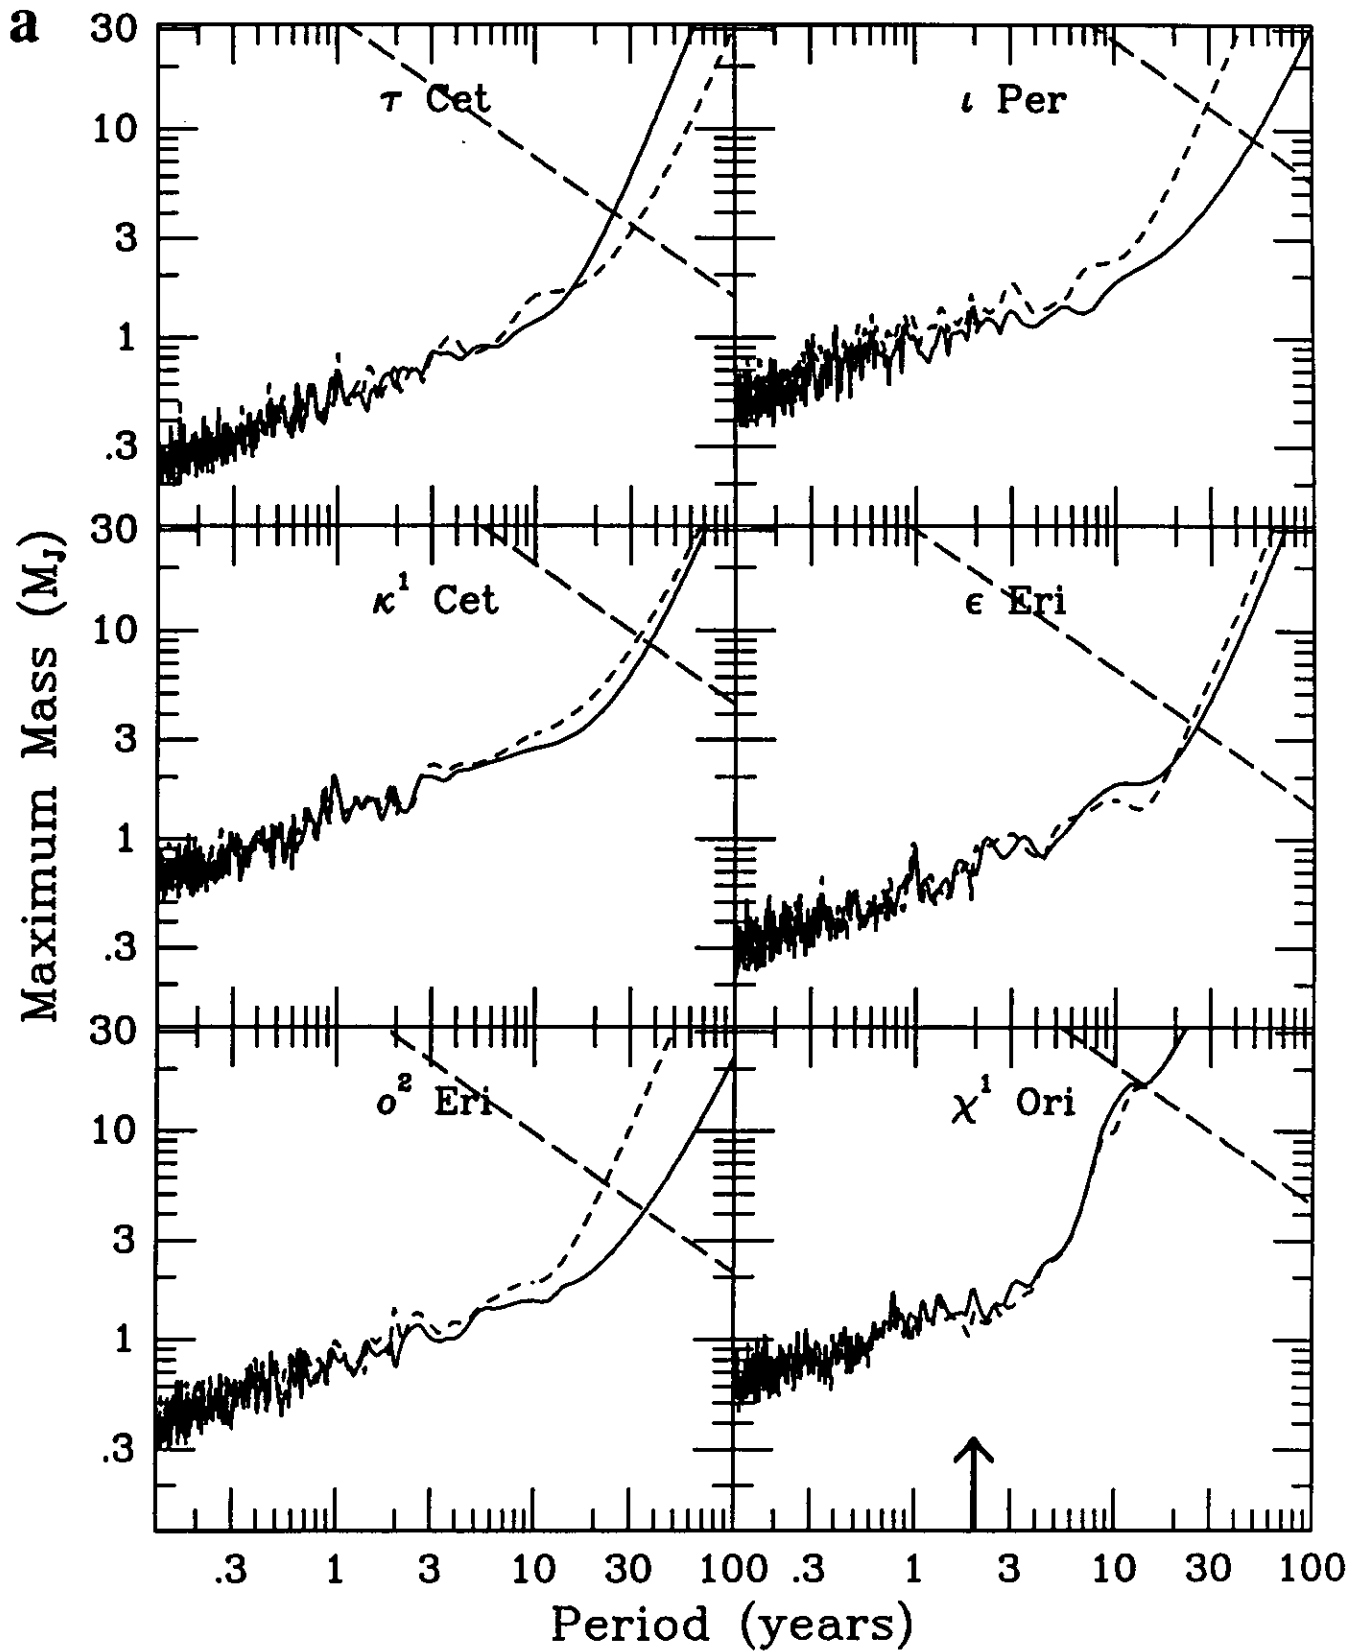 a
30
10
3
1
.3
τ Cet
ι Per
30
10
3
1
.3
κ¹ Cet
ε Eri
30
10
3
1
.3
ο² Eri
χ¹ Ori
Maximum Mass (M_J)
.3 1 3 10 30 100 .3 1 3 10 30 100
Period (years)